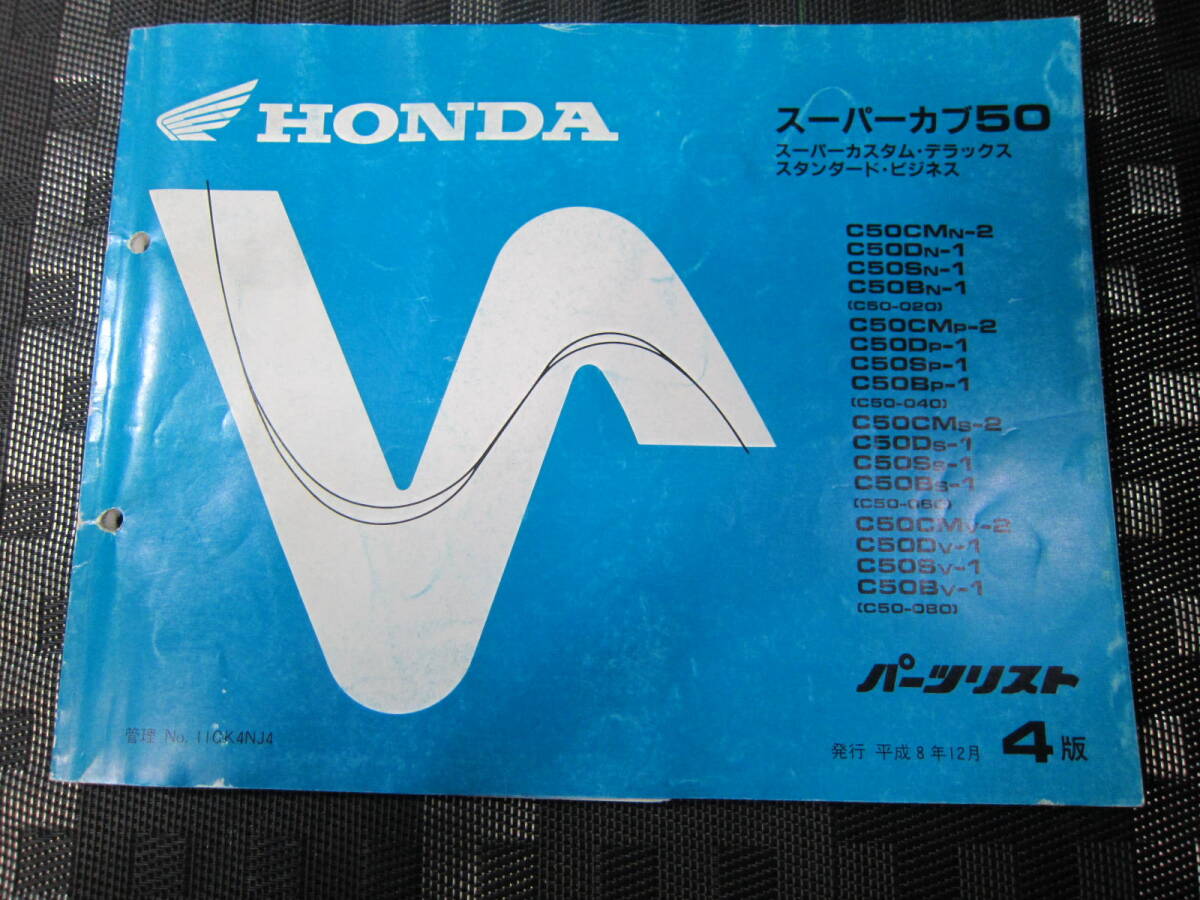 HONDA
スーパーカブ50
スーパーカスタム・デラックス
スタンダード・ビジネス
C50CMN-2
C50DN-1
C50SN-1
C50BN-1
(C50-020)
C50CMP-2
C50DP-1
C50SP-1
C50BP-1
(C50-040)
C50CMS-2
C50DS-1
C50SS-1
C50BS-1
(C50-060)
C50CMV-2
C50DV-1
C50SV-1
C50BV-1
(C50-080)
パーツリスト
管理 No. 11GK4NJ4
発行 平成8年12月 4版